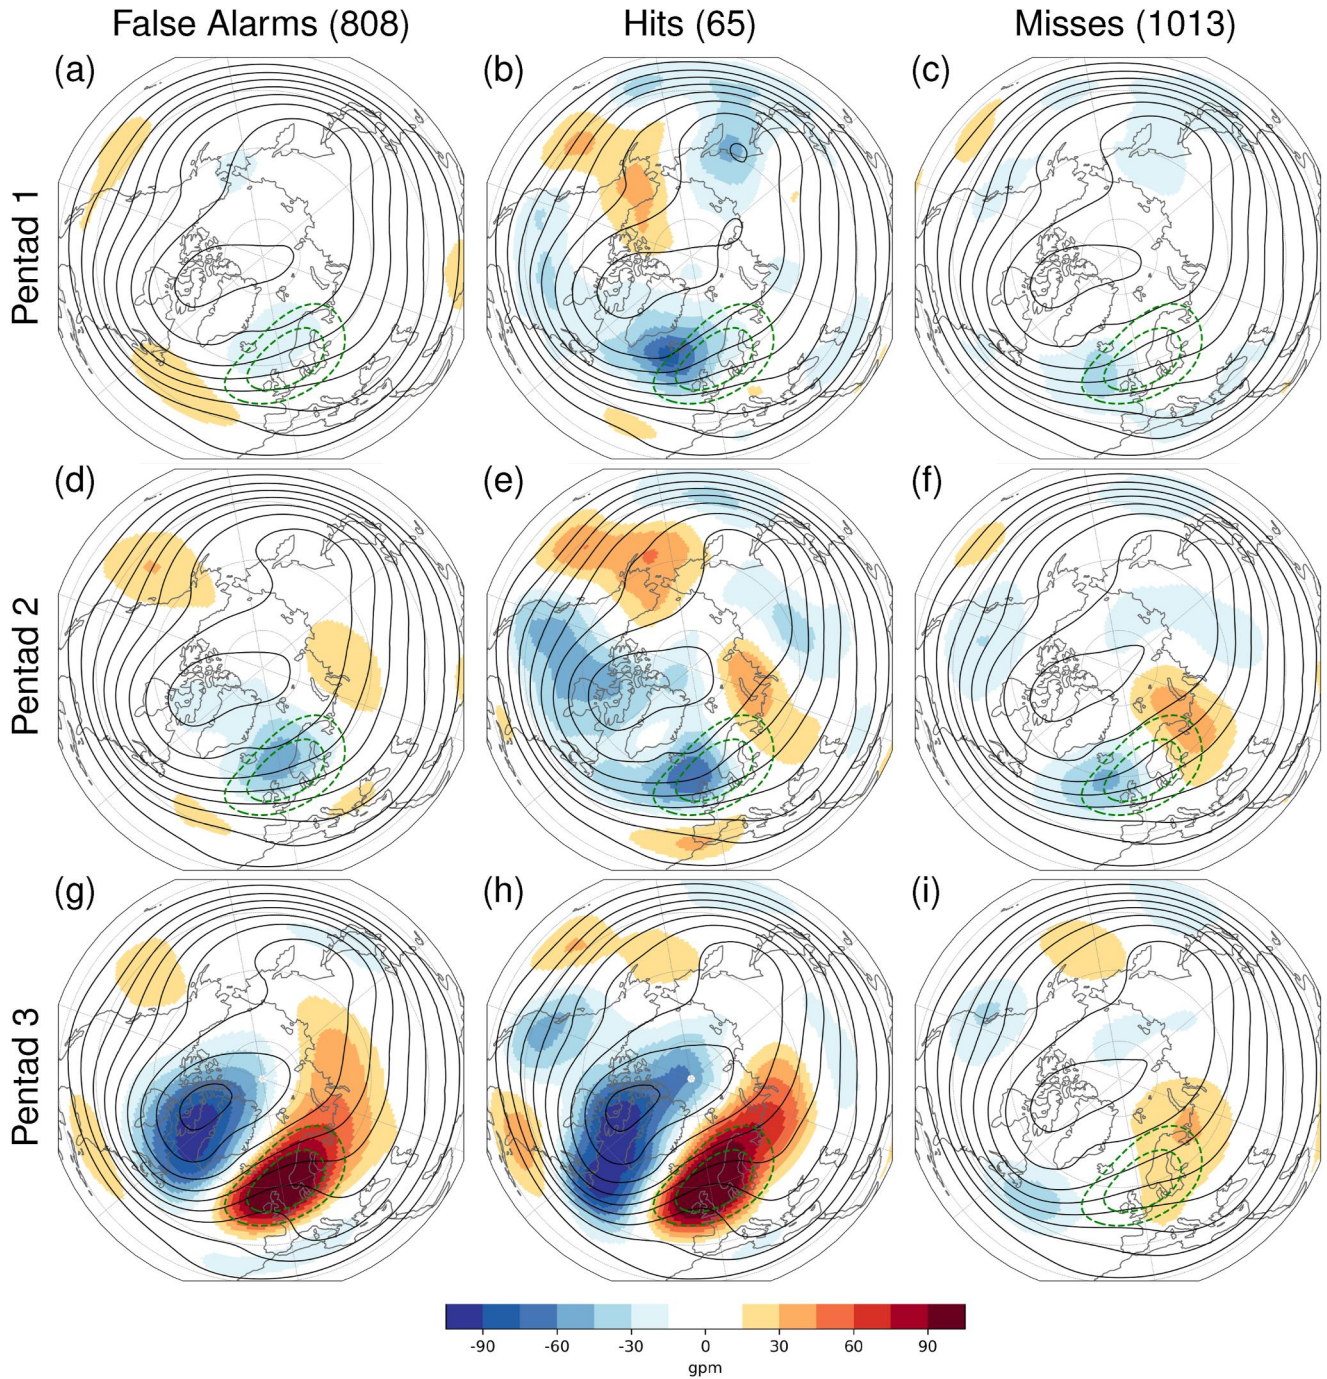 False Alarms (808) Hits (65) Misses (1013)
(a) (b) (c)
Pentad 1
(d) (e) (f)
Pentad 2
(g) (h) (i)
Pentad 3
-90 -60 -30 0 30 60 90
gpm